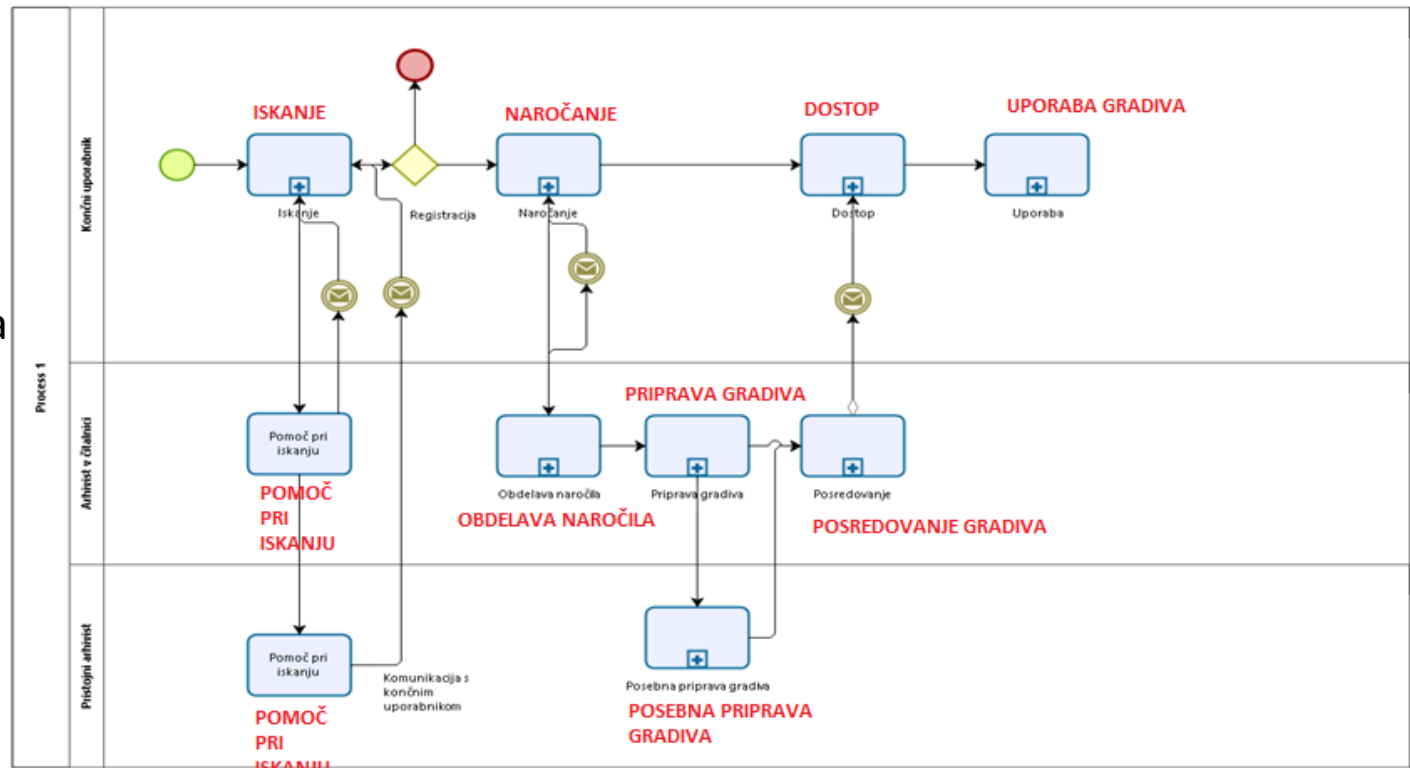 ISKANJE
NAROČANJE
DOSTOP
UPORABA GRADIVA
Iskanje
Registracija
Naročanje
Dostop
Uporaba
Končni uporabnik
a
Process 1
Arhivist v čitalnici
PRIPRAVA GRADIVA
Pomoč pri
iskanju
Obdelava naročila
Priprava gradiva
Posredovanje
POMOČ
PRI
ISKANJU
OBDELAVA NAROČILA
POSREDOVANJE GRADIVA
Pristojni arhivist
Pomoč pri
iskanju
Komunikacija s
končnim
uporabnikom
Posebna priprava gradiva
POMOČ
PRI
ISKANJU
POSEBNA PRIPRAVA
GRADIVA